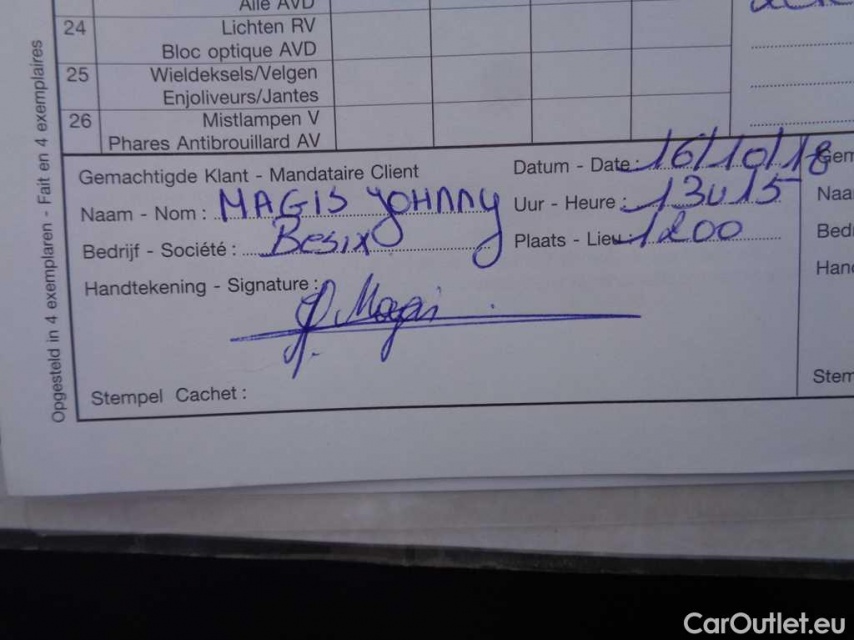 Alle AVD
24 Lichten RV
Bloc optique AVD
25 Wieldeksels/Velgen
Enjoliveurs/Jantes
26 Mistlampen V
Phares Antibrouillard AV
Opgesteld in 4 exemplaren - Fait en 4 exemplaires
Gemachtigde Klant - Mandataire Client
Naam - Nom : MAGIS JOHNNY
Bedrijf - Société : Besix
Handtekening - Signature : J. Magis
Stempel Cachet :
Datum - Date : 16/10/18
Uur - Heure : 13u15
Plaats - Lieu : 1200
Gem
Naa
Bed
Han
Stem
CarOutlet.eu